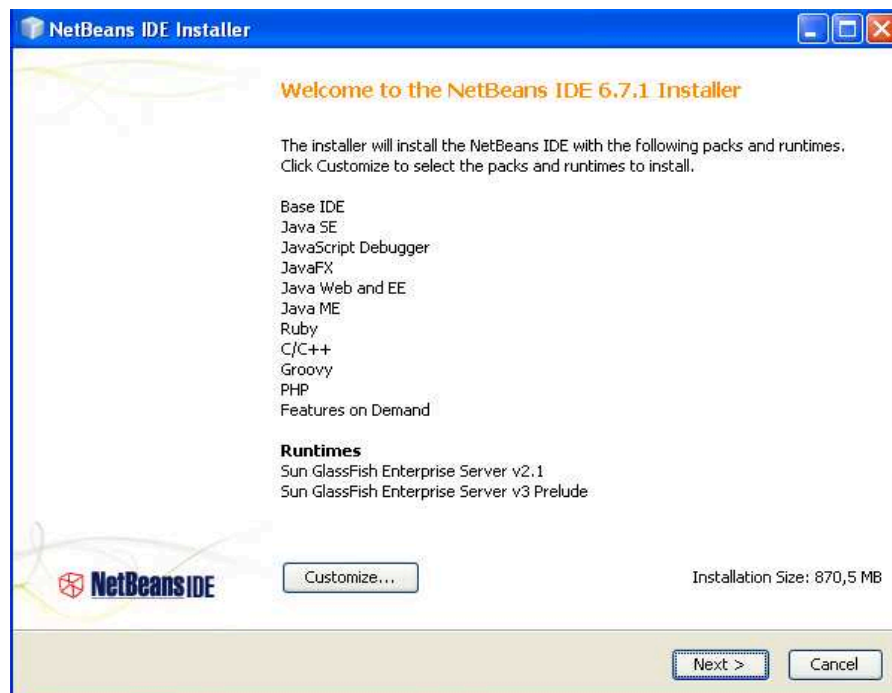 NetBeans IDE Installer
Welcome to the NetBeans IDE 6.7.1 Installer
The installer will install the NetBeans IDE with the following packs and runtimes.
Click Customize to select the packs and runtimes to install.
Base IDE
Java SE
JavaScript Debugger
JavaFX
Java Web and EE
Java ME
Ruby
C/C++
Groovy
PHP
Features on Demand
Runtimes
Sun GlassFish Enterprise Server v2.1
Sun GlassFish Enterprise Server v3 Prelude
NetBeans IDE
Customize...
Installation Size: 870,5 MB
Next >
Cancel